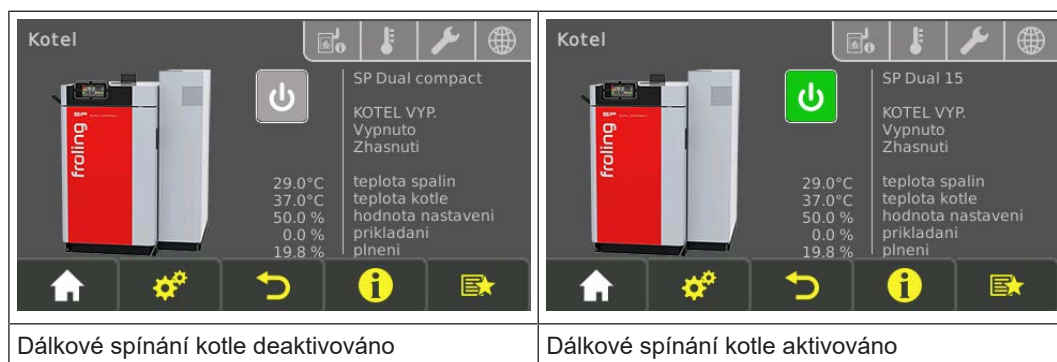 Kotel
SP Dual compact
KOTEL VYP.
Vypnuto
Zhasnuti
froling
29.0°C teplota spalin
37.0°C teplota kotle
50.0 % hodnota nastaveni
0.0 % prikladani
19.8 % plneni
Dálkové spínání kotle deaktivováno
Kotel
SP Dual 15
KOTEL VYP.
Vypnuto
Zhasnuti
froling
29.0°C teplota spalin
37.0°C teplota kotle
50.0 % hodnota nastaveni
0.0 % prikladani
19.8 % plneni
Dálkové spínání kotle aktivováno